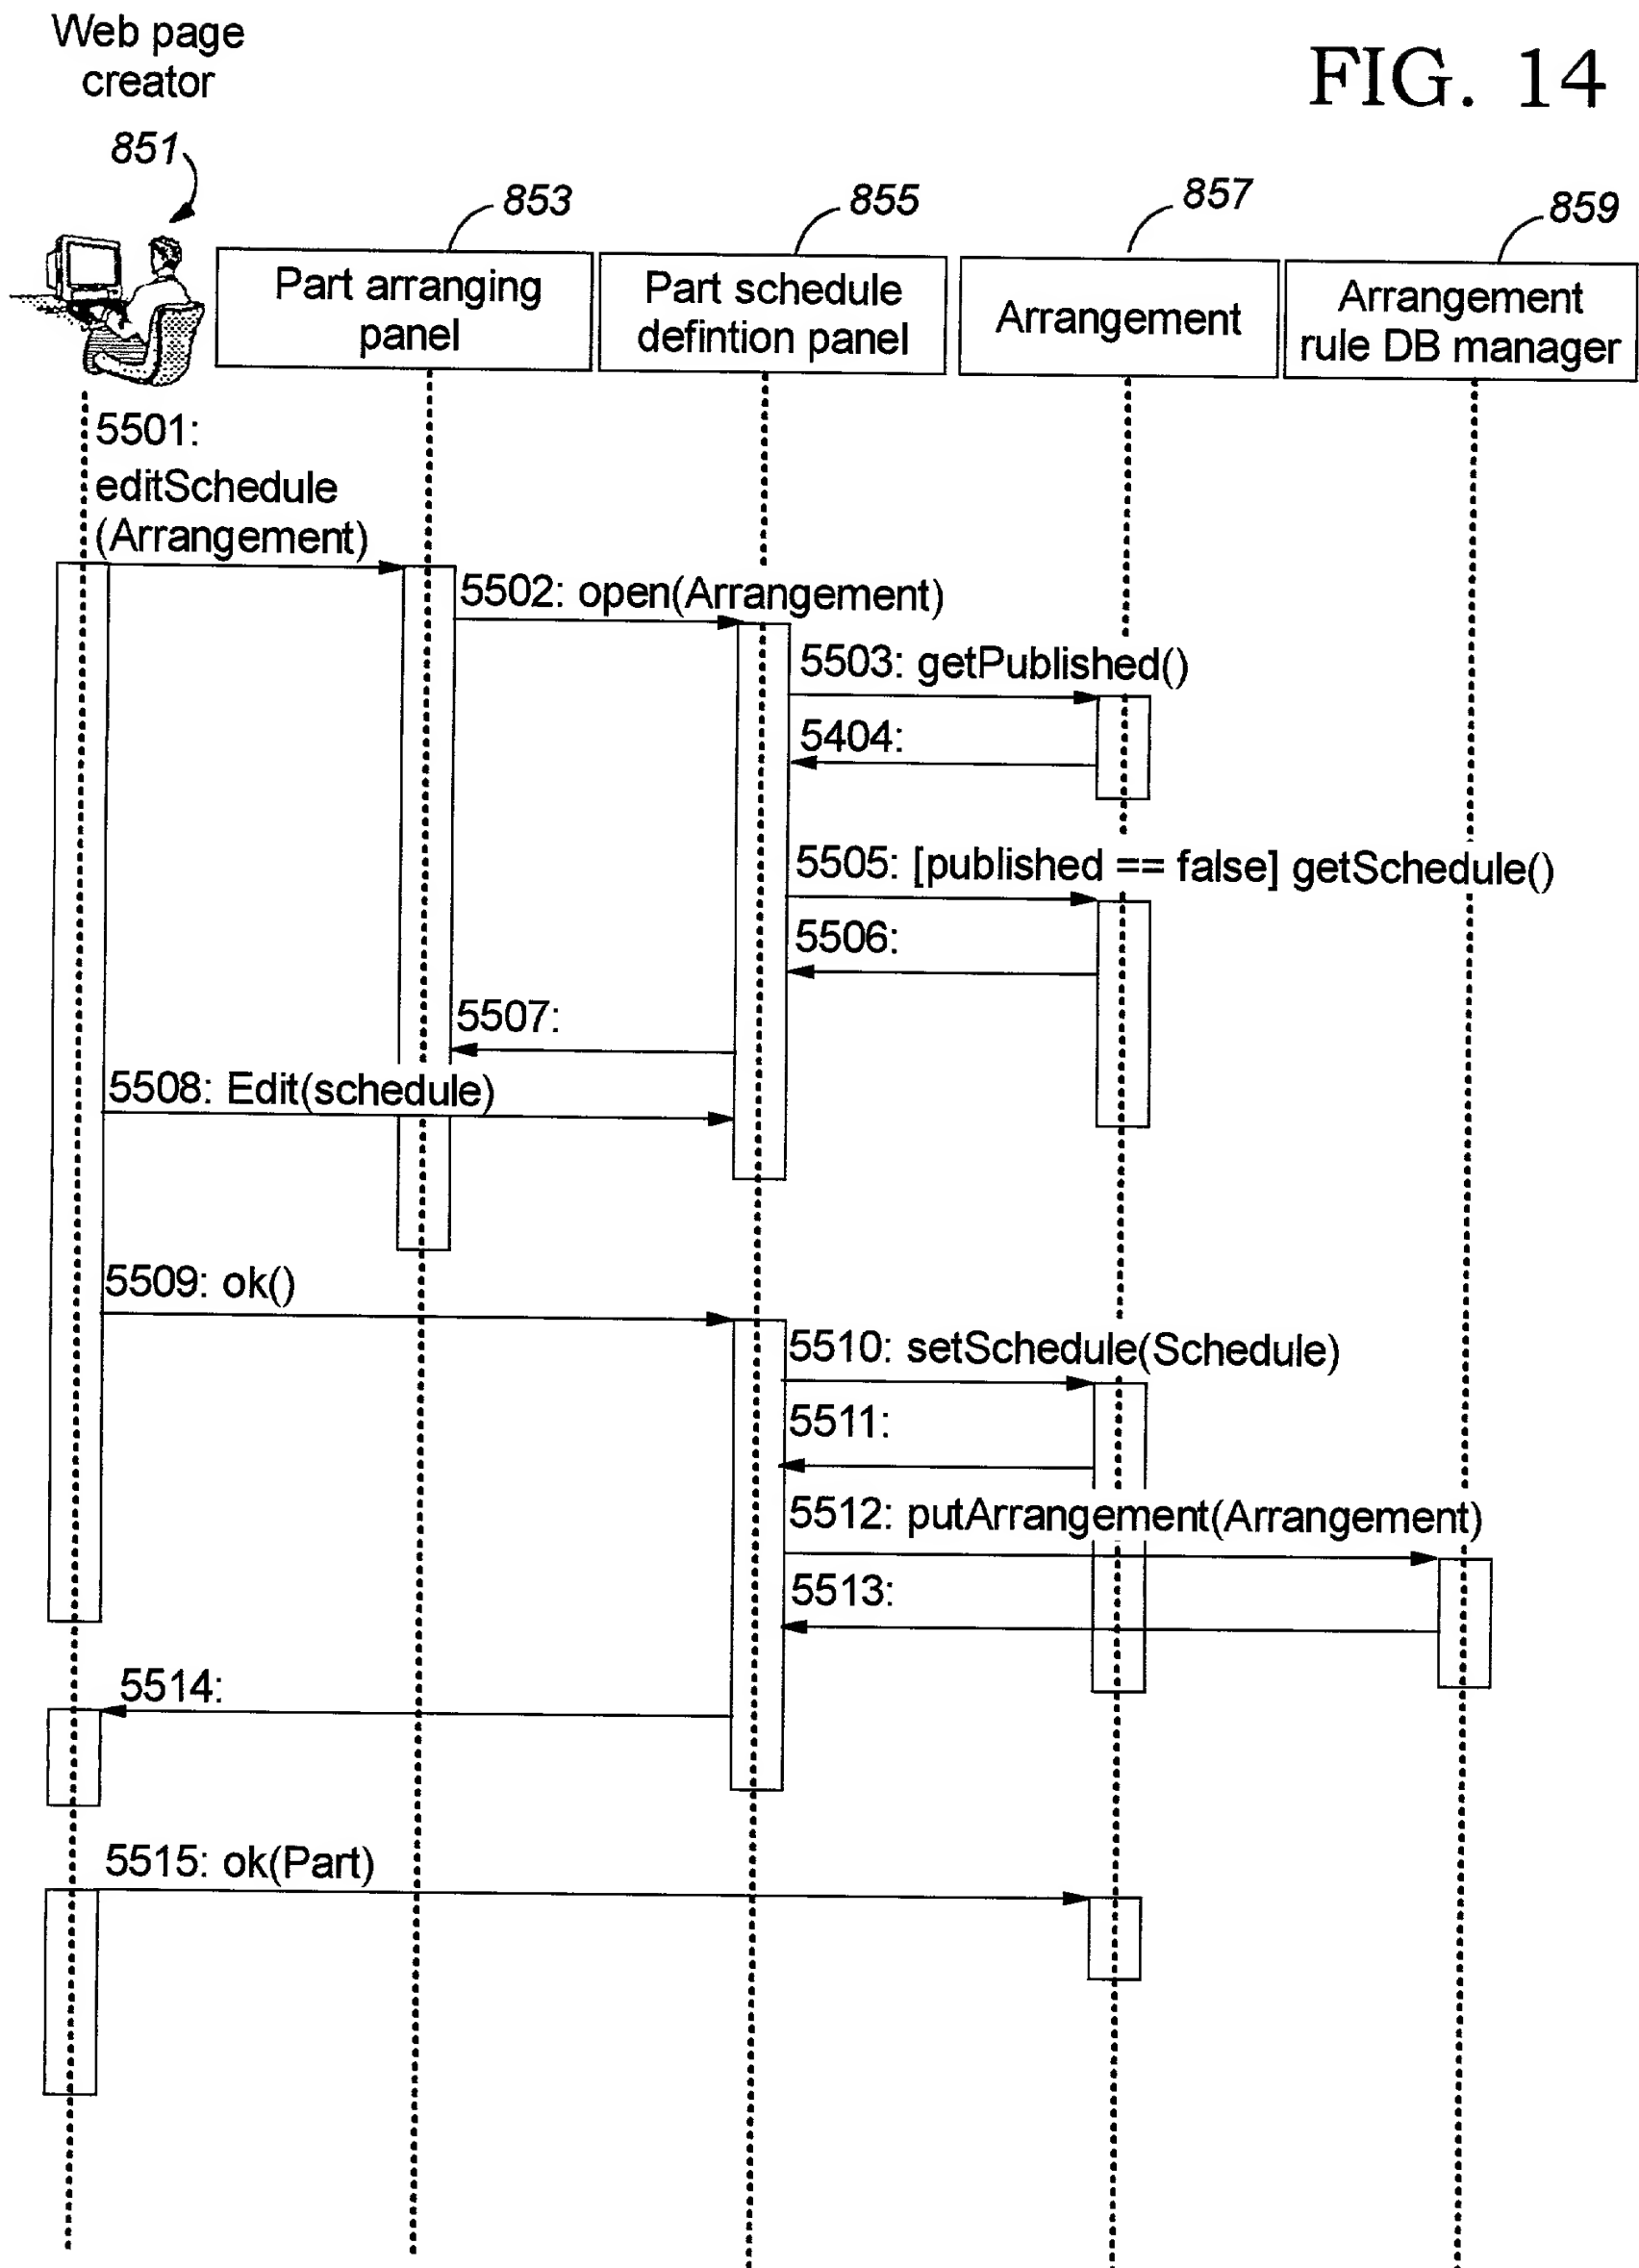 Web page
creator
FIG. 14
851
853
855
857
859
Part arranging
panel
Part schedule
defintion panel
Arrangement
Arrangement
rule DB manager
5501:
editSchedule
(Arrangement)
5502: open(Arrangement)
5503: getPublished()
5404:
5505: [published == false] getSchedule()
5506:
5507:
5508: Edit(schedule)
5509: ok()
5510: setSchedule(Schedule)
5511:
5512: putArrangement(Arrangement)
5513:
5514:
5515: ok(Part)